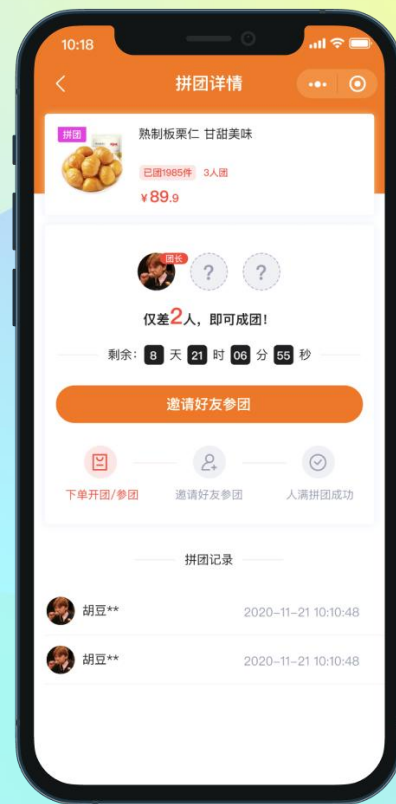 10:18
拼团详情
拼团
熟制板栗仁 甘甜美味
已团1985件 3人团
¥89.9
团长
? ?
仅差2人，即可成团!
剩余: 8 天 21 时 06 分 55 秒
邀请好友参团
下单开团/参团 邀请好友参团 人满拼团成功
拼团记录
胡豆** 2020-11-21 10:10:48
胡豆** 2020-11-21 10:10:48